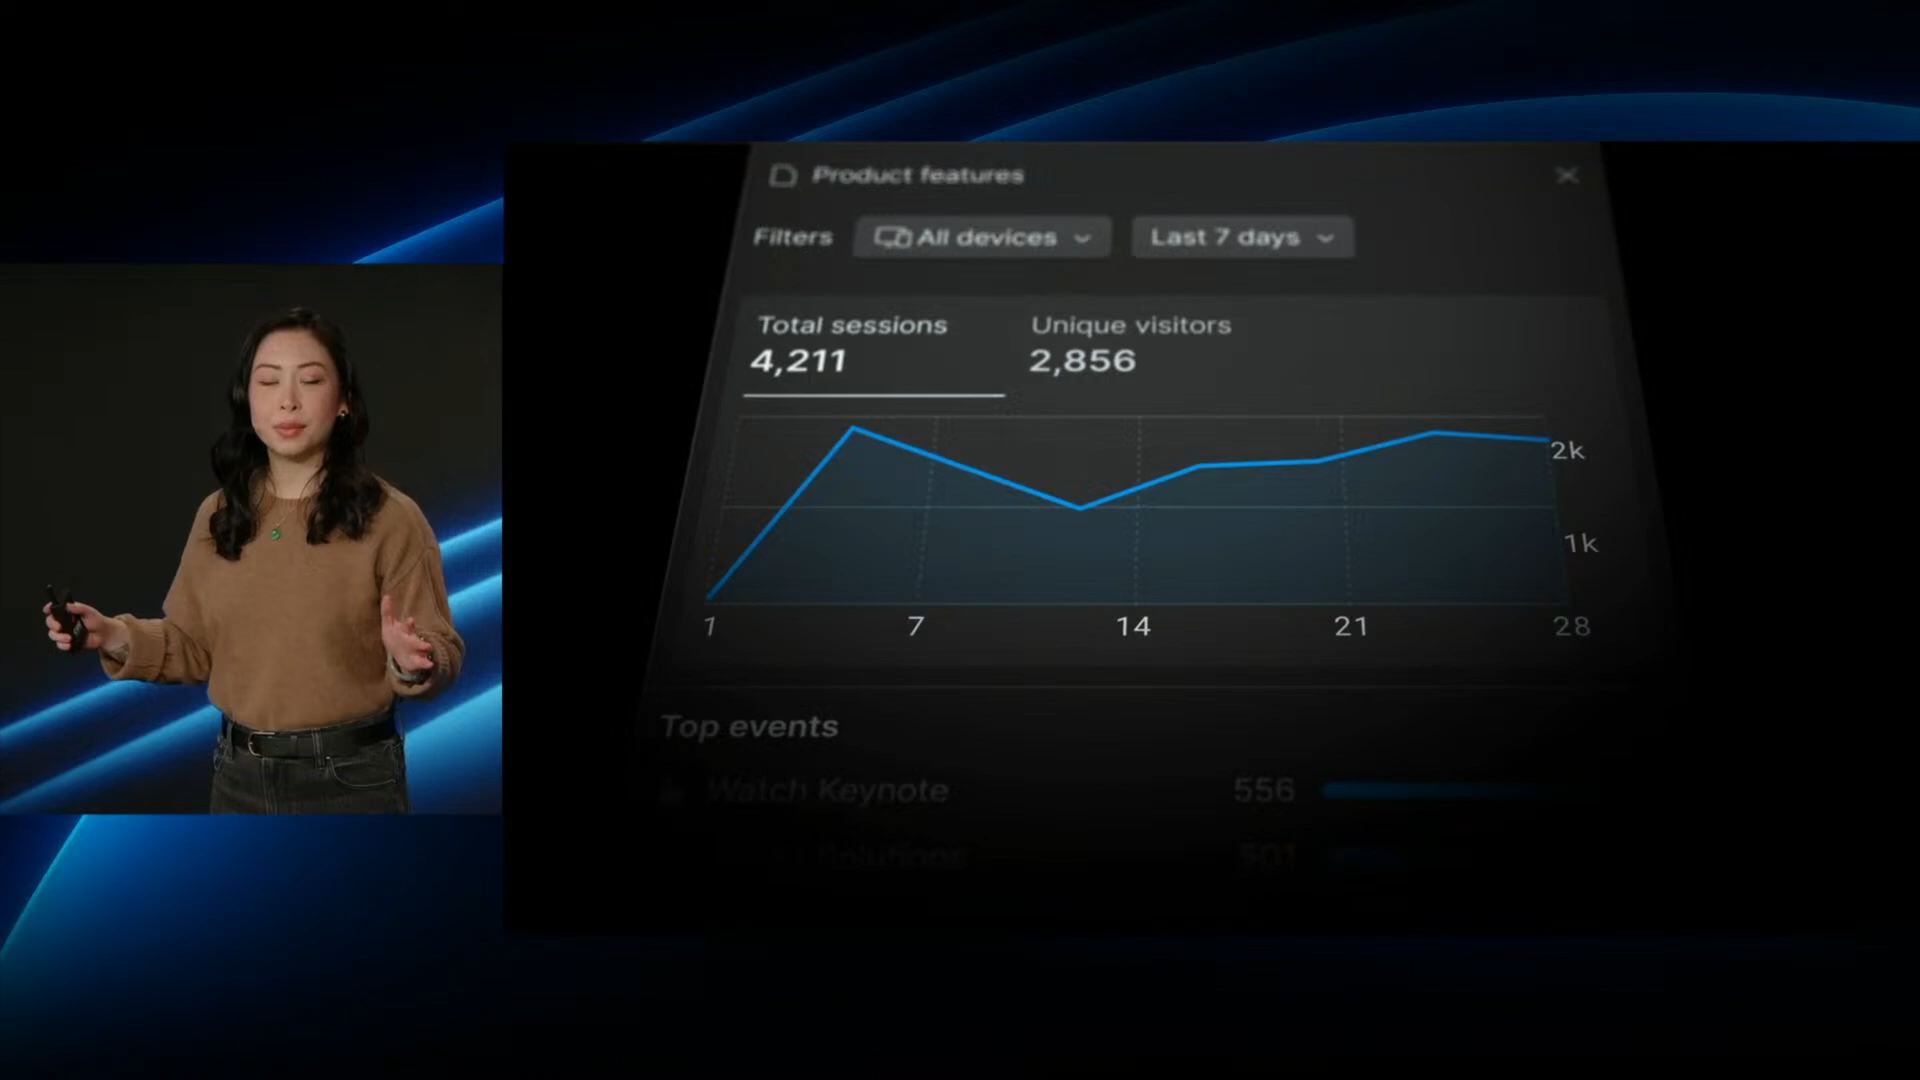 Product features
Filters All devices Last 7 days
Total sessions Unique visitors
4,211 2,856
2k
1k
1 7 14 21 28
Top events
Watch Keynote 556
501